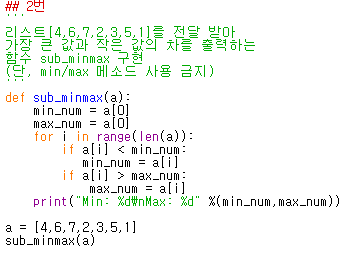 ## 2번
'''
리스트[4,6,7,2,3,5,1]를 전달 받아
가장 큰 값과 작은 값의 차를 출력하는
함수 sub_minmax 구현
(단, min/max 메소드 사용 금지)
'''
def sub_minmax(a):
    min_num = a[0]
    max_num = a[0]
    for i in range(len(a)):
        if a[i] < min_num:
            min_num = a[i]
        if a[i] > max_num:
            max_num = a[i]
    print("Min: %d₩nMax: %d" %(min_num,max_num))

a = [4,6,7,2,3,5,1]
sub_minmax(a)